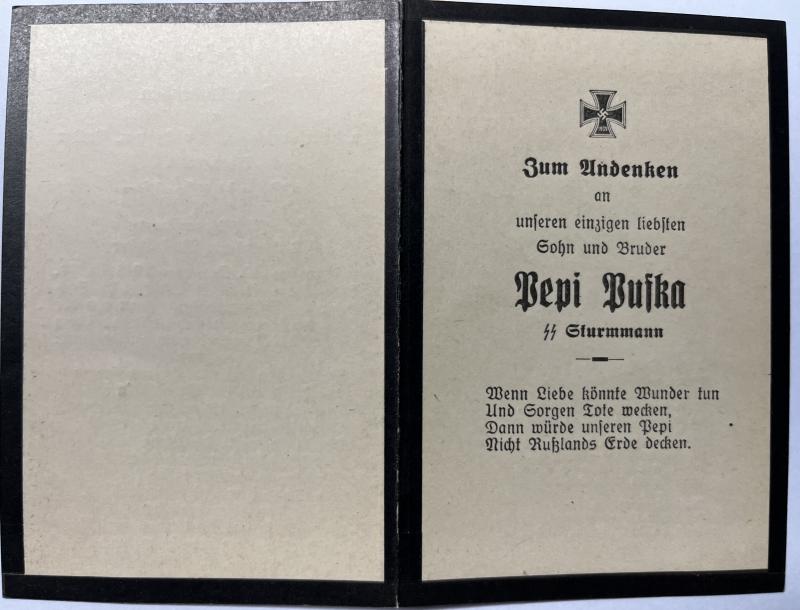 Zum Andenken
an
unseren einzigen liebsten
Sohn und Bruder
Pepi Puska
ᛋᛋ Sturmmann
Wenn Liebe könnte Wunder tun
Und Sorgen Tote wecken,
Dann würde unseren Pepi
Nicht Rußlands Erde decken.